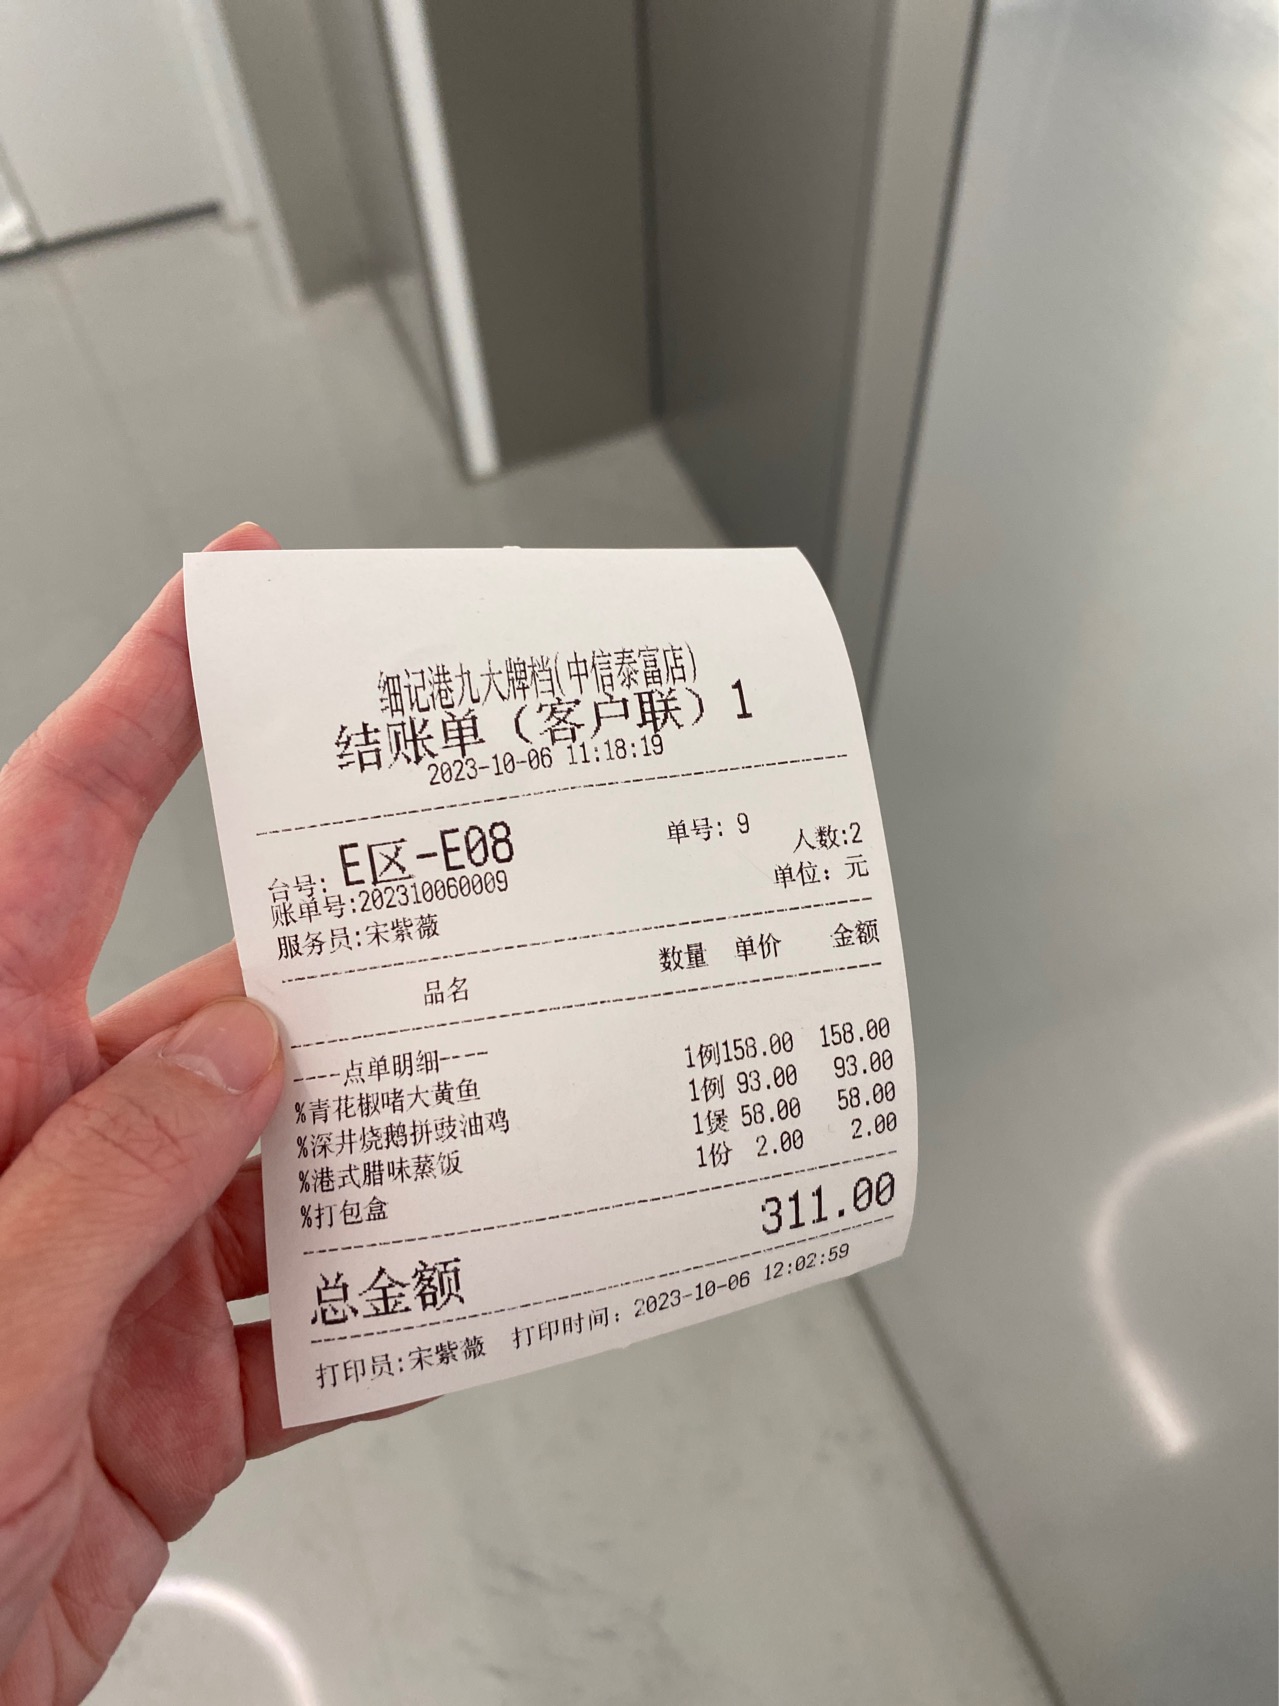 细记港九大牌档(中信泰富店)
结账单（客户联）1
2023-10-06 11:18:19
台号: E区-E08 单号: 9
账单号:202310060009 人数:2
服务员:宋紫薇 单位: 元
品名 数量 单价 金额
----点单明细----
%青花椒啫大黄鱼 1例158.00 158.00
%深井烧鹅拼豉油鸡 1例 93.00 93.00
%港式腊味蒸饭 1煲 58.00 58.00
%打包盒 1份 2.00 2.00
总金额 311.00
打印员:宋紫薇 打印时间: 2023-10-06 12:02:59